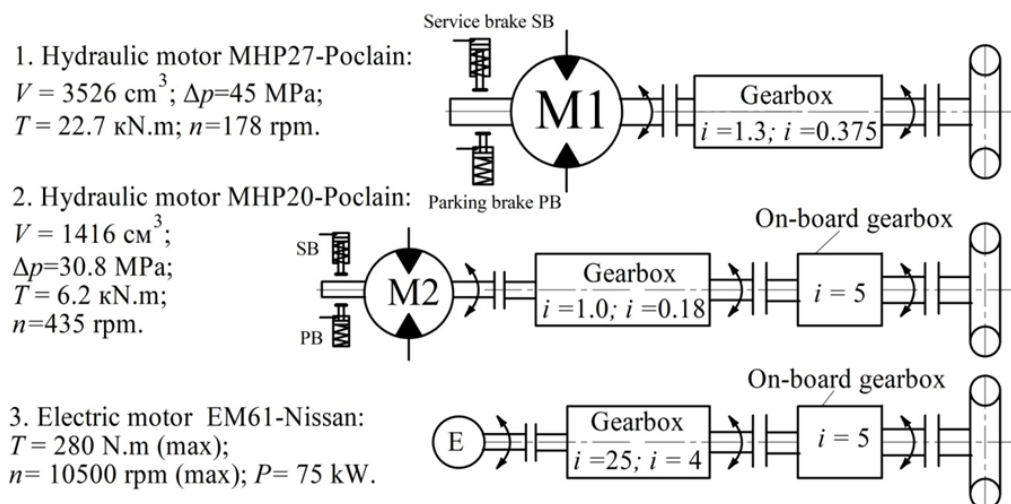 Service brake SB
1. Hydraulic motor MHP27-Poclain:
V = 3526 cm³; Δp=45 MPa;
T = 22.7 кN.m; n=178 rpm.
M1
Gearbox
i =1.3; i =0.375
Parking brake PB
2. Hydraulic motor MHP20-Poclain:
V = 1416 см³;
Δp=30.8 MPa;
T = 6.2 кN.m;
n=435 rpm.
SB
PB
M2
Gearbox
i =1.0; i =0.18
On-board gearbox
i = 5
3. Electric motor EM61-Nissan:
T = 280 N.m (max);
n= 10500 rpm (max); P= 75 kW.
E
Gearbox
i =25; i = 4
On-board gearbox
i = 5